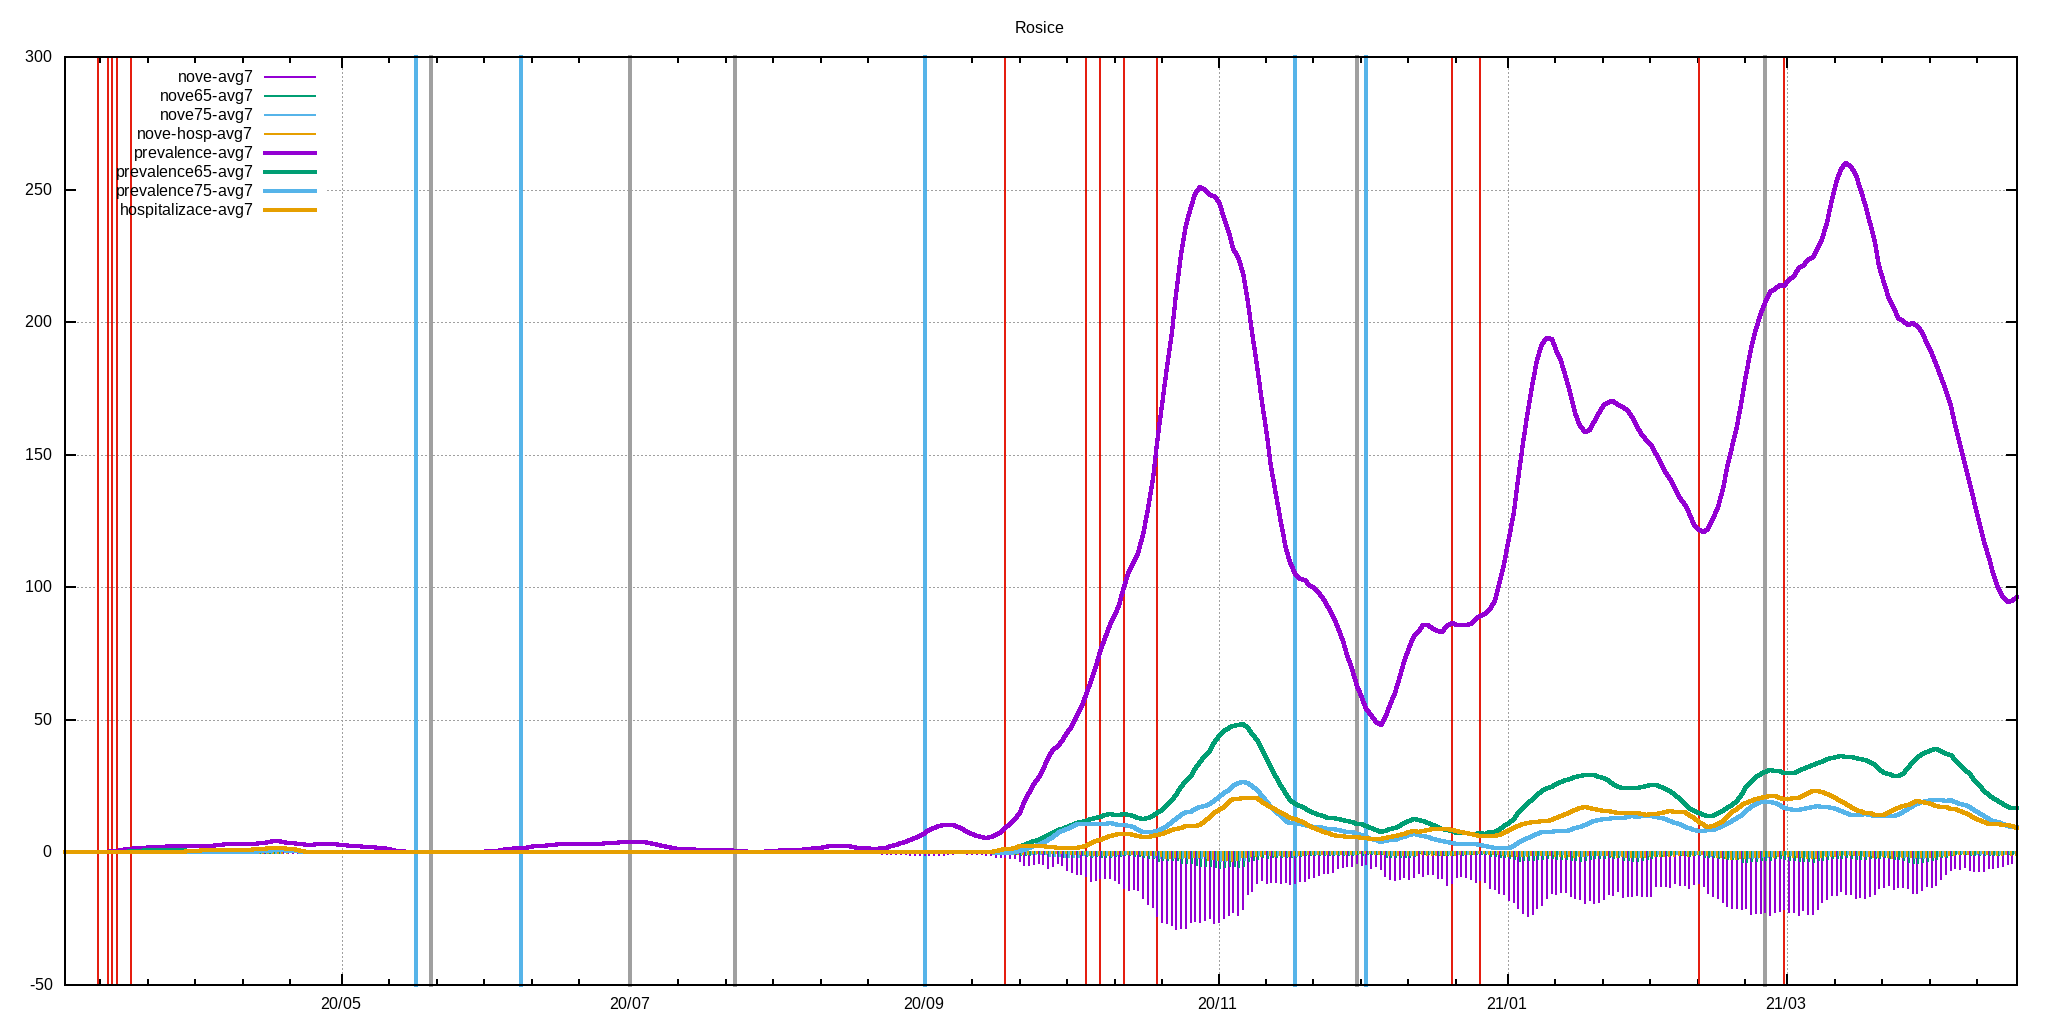 Rosice
300
250
200
150
100
50
0
-50
nove-avg7
nove65-avg7
nove75-avg7
nove-hosp-avg7
prevalence-avg7
prevalence65-avg7
prevalence75-avg7
hospitalizace-avg7
20/05
20/07
20/09
20/11
21/01
21/03